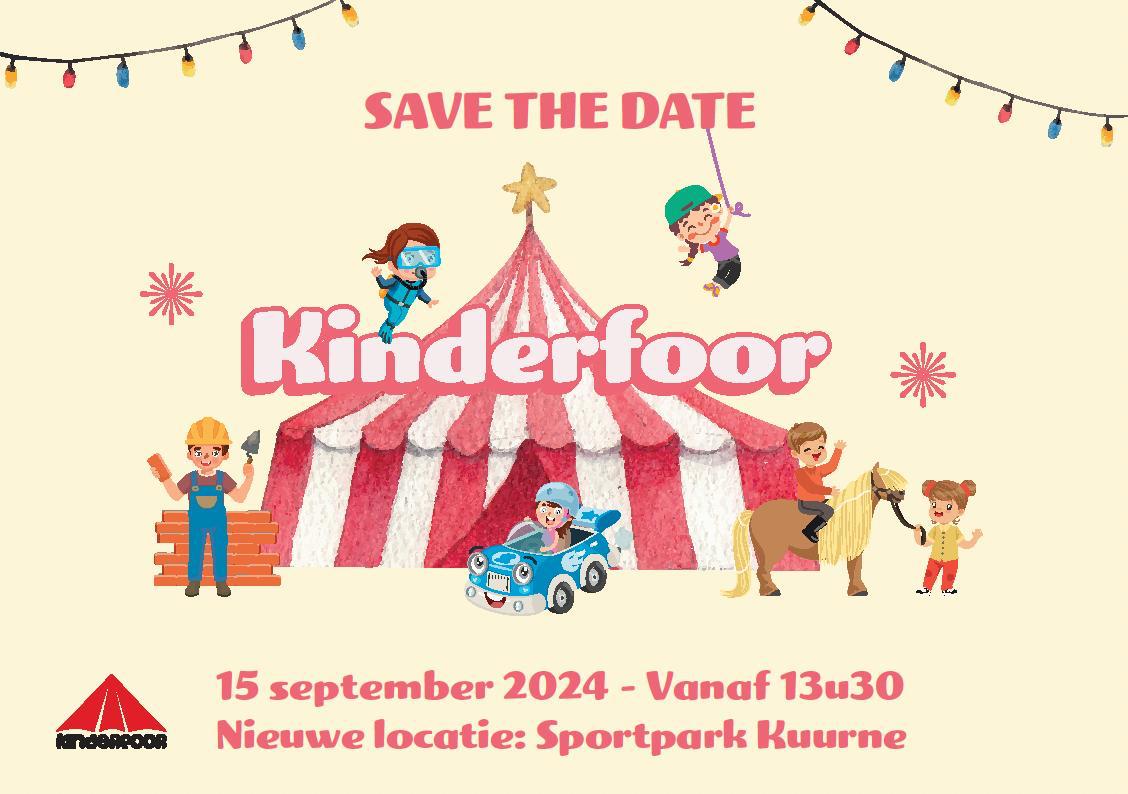 SAVE THE DATE
Kinderfoor
15 september 2024 - Vanaf 13u30
Nieuwe locatie: Sportpark Kuurne
KINDERFOOR